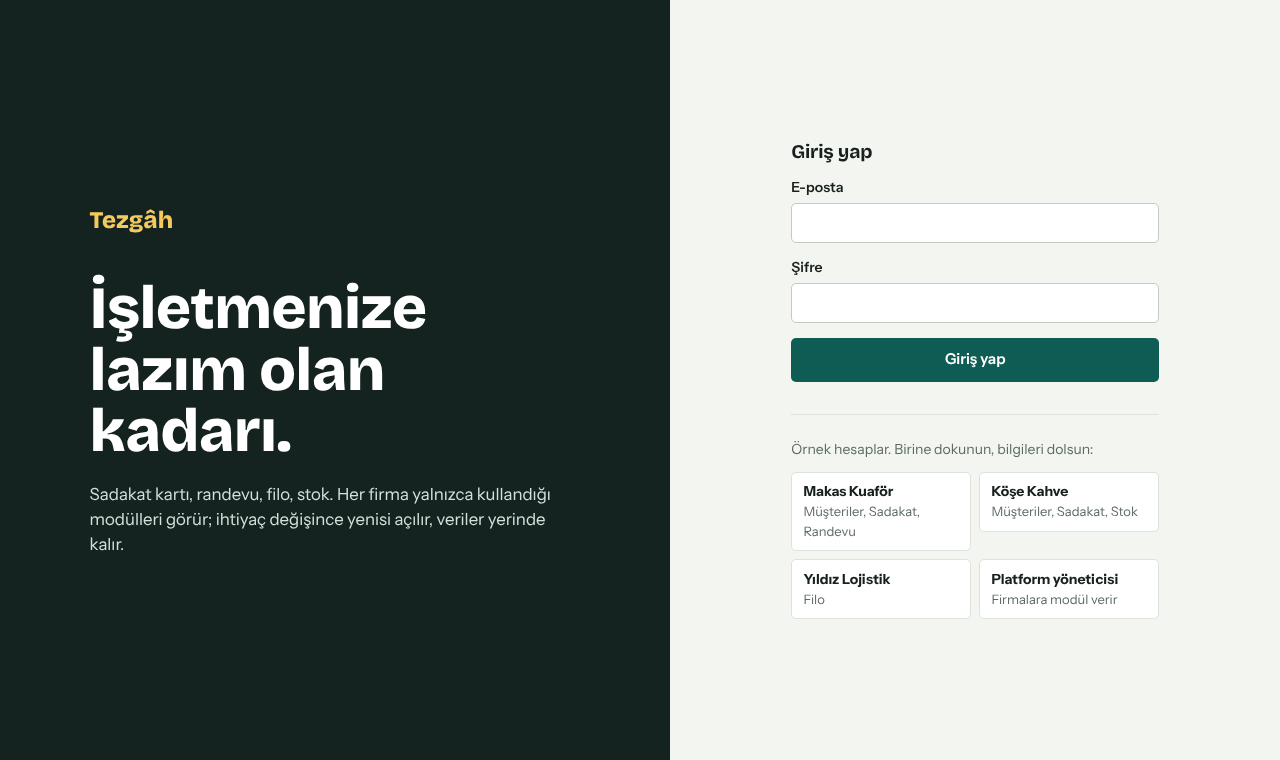 Tezgâh
İşletmenize
lazım olan
kadarı.
Sadakat kartı, randevu, filo, stok. Her firma yalnızca kullandığı
modülleri görür; ihtiyaç değişince yenisi açılır, veriler yerinde
kalır.
Giriş yap
E-posta
Şifre
Giriş yap
Örnek hesaplar. Birine dokunun, bilgileri dolsun:
Makas Kuaför
Müşteriler, Sadakat,
Randevu
Köşe Kahve
Müşteriler, Sadakat, Stok
Yıldız Lojistik
Filo
Platform yöneticisi
Firmalara modül verir